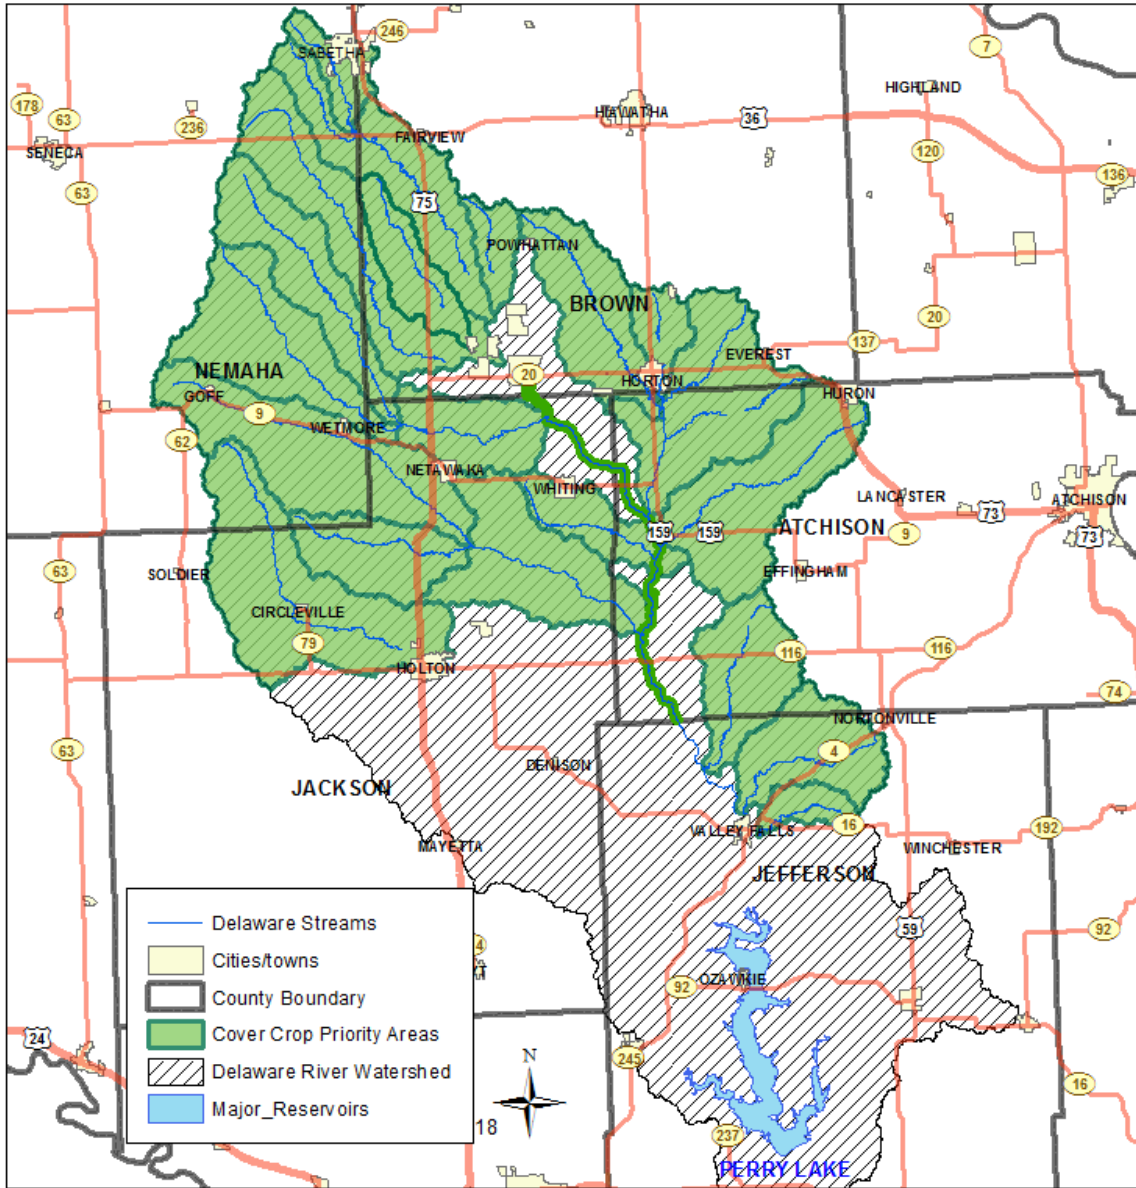 246
7
SABETHA
178
63
236
HIGHLAND
HIAWATHA
36
FAIRVIEW
SENECA
120
136
63
75
POWHATTAN
BROWN
20
137
EVEREST
NEMAHA
20
HORTON
GOFF
HURON
9
WETMORE
62
NETAWAKA
WHITING
LANCASTER
ATCHISON
73
159
159
ATCHISON
9
73
SOLDIER
63
EFFINGHAM
CIRCLEVILLE
79
116
116
HOLTON
74
NORTONVILLE
63
4
DENISON
JACKSON
VALLEY FALLS
16
192
MAYETTA
WINCHESTER
JEFFERSON
Delaware Streams
Cities/towns
County Boundary
Cover Crop Priority Areas
Delaware River Watershed
Major_Reservoirs
4
T
59
92
OZAWKIE
92
24
N
245
16
18
237
PERRY LAKE